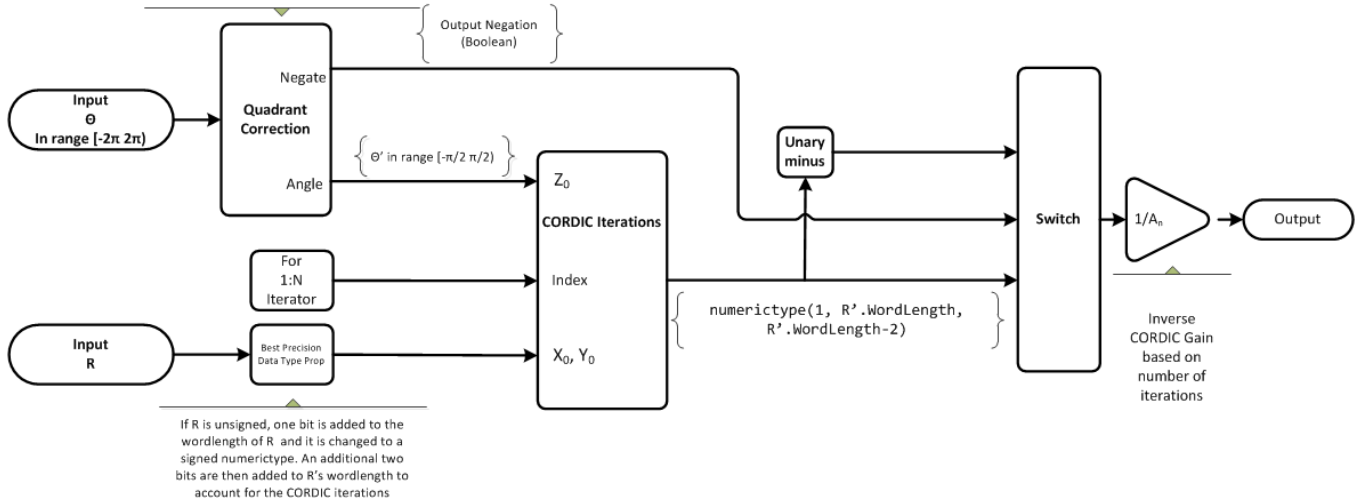 Output Negation
(Boolean)
Negate
Quadrant
Correction
Angle
Input
Θ
In range [-2π 2π)
Θ' in range [-π/2 π/2)
Unary
minus
Z₀
CORDIC Iterations
Index
X₀, Y₀
For
1:N
Iterator
Input
R
Best Precision
Data Type Prop
If R is unsigned, one bit is added to the
wordlength of R and it is changed to a
signed numerictype. An additional two
bits are then added to R's wordlength to
account for the CORDIC iterations
numerictype(1, R'.WordLength,
R'.WordLength-2)
Switch
1/Aₙ
Output
Inverse
CORDIC Gain
based on
number of
iterations